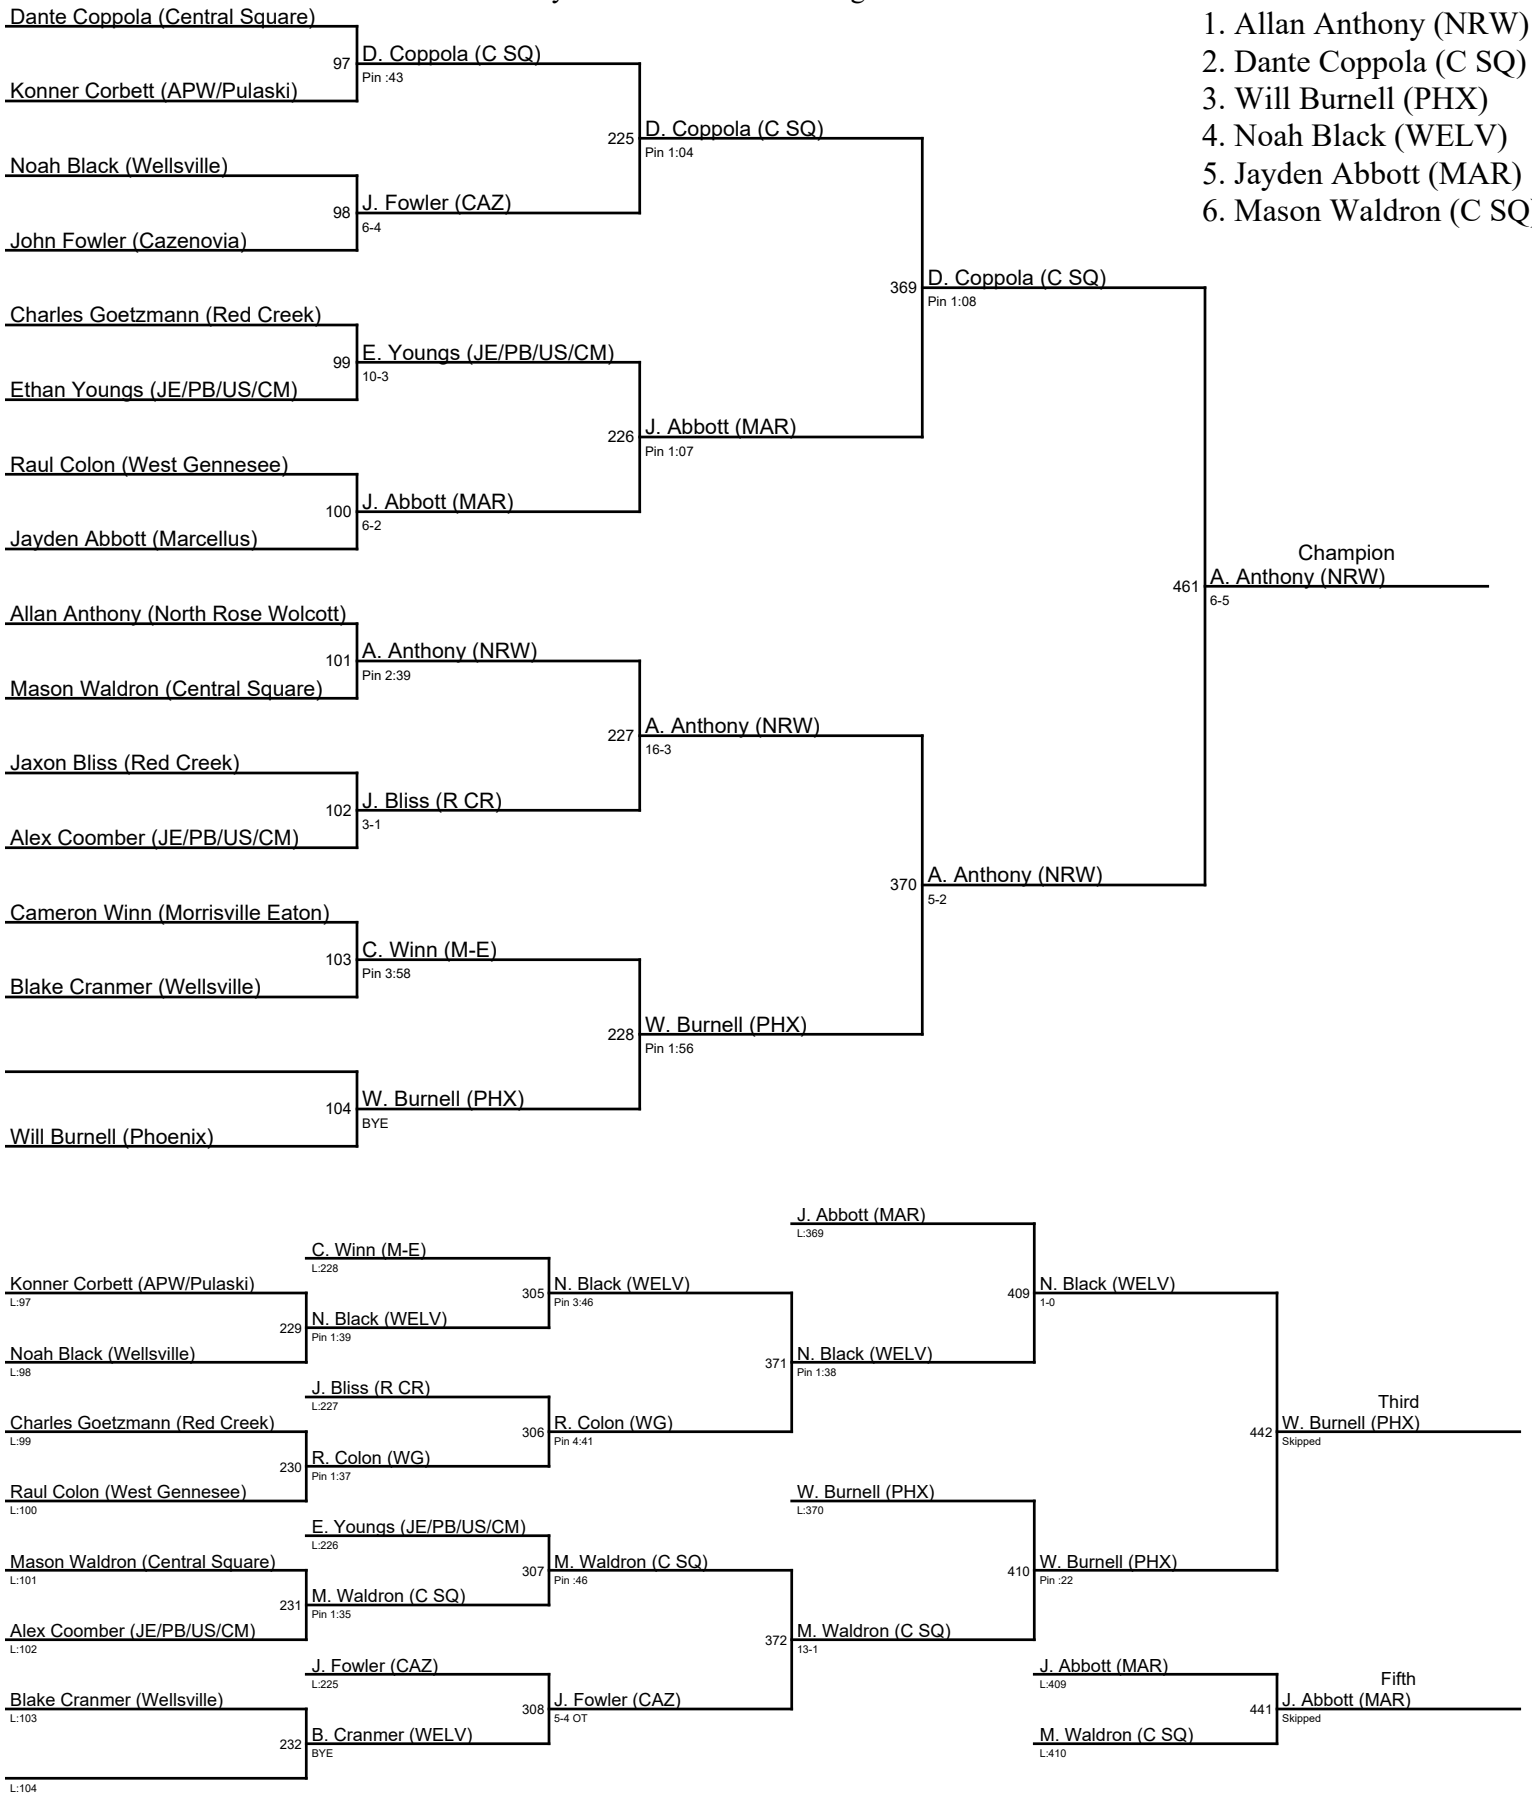 1. Allan Anthony (NRW)
2. Dante Coppola (C SQ)
3. Will Burnell (PHX)
4. Noah Black (WELV)
5. Jayden Abbott (MAR)
6. Mason Waldron (C SQ)
Dante Coppola (Central Square)
97
D. Coppola (C SQ)
Pin :43
Konner Corbett (APW/Pulaski)
225
D. Coppola (C SQ)
Pin 1:04
Noah Black (Wellsville)
98
J. Fowler (CAZ)
6-4
John Fowler (Cazenovia)
369
D. Coppola (C SQ)
Pin 1:08
Charles Goetzmann (Red Creek)
99
E. Youngs (JE/PB/US/CM)
10-3
Ethan Youngs (JE/PB/US/CM)
226
J. Abbott (MAR)
Pin 1:07
Raul Colon (West Gennesee)
100
J. Abbott (MAR)
6-2
Jayden Abbott (Marcellus)
Champion
461
A. Anthony (NRW)
6-5
Allan Anthony (North Rose Wolcott)
101
A. Anthony (NRW)
Pin 2:39
Mason Waldron (Central Square)
227
A. Anthony (NRW)
16-3
Jaxon Bliss (Red Creek)
102
J. Bliss (R CR)
3-1
Alex Coomber (JE/PB/US/CM)
370
A. Anthony (NRW)
5-2
Cameron Winn (Morrisville Eaton)
103
C. Winn (M-E)
Pin 3:58
Blake Cranmer (Wellsville)
228
W. Burnell (PHX)
Pin 1:56
104
W. Burnell (PHX)
BYE
Will Burnell (Phoenix)
J. Abbott (MAR)
L:369
C. Winn (M-E)
L:228
Konner Corbett (APW/Pulaski)
L:97
305
N. Black (WELV)
Pin 3:46
409
N. Black (WELV)
1-0
229
N. Black (WELV)
Pin 1:39
Noah Black (Wellsville)
L:98
371
N. Black (WELV)
Pin 1:38
J. Bliss (R CR)
L:227
Charles Goetzmann (Red Creek)
L:99
306
R. Colon (WG)
Pin 4:41
Third
442
W. Burnell (PHX)
Skipped
230
R. Colon (WG)
Pin 1:37
Raul Colon (West Gennesee)
L:100
W. Burnell (PHX)
L:370
E. Youngs (JE/PB/US/CM)
L:226
Mason Waldron (Central Square)
L:101
307
M. Waldron (C SQ)
Pin :46
410
W. Burnell (PHX)
Pin :22
231
M. Waldron (C SQ)
Pin 1:35
Alex Coomber (JE/PB/US/CM)
L:102
372
M. Waldron (C SQ)
13-1
J. Fowler (CAZ)
L:225
J. Abbott (MAR)
L:409
Blake Cranmer (Wellsville)
L:103
308
J. Fowler (CAZ)
5-4 OT
Fifth
441
J. Abbott (MAR)
Skipped
232
B. Cranmer (WELV)
BYE
M. Waldron (C SQ)
L:410
L:104